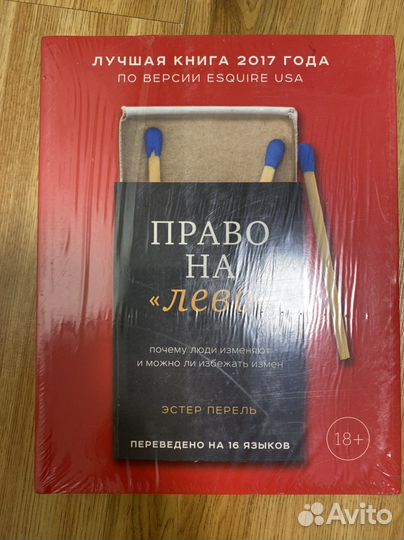 ЛУЧШАЯ КНИГА 2017 ГОДА
ПО ВЕРСИИ ESQUIRE USA
ПРАВО
НА
«лево»
почему люди изменяют
и можно ли избежать измен
ЭСТЕР ПЕРЕЛЬ
ПЕРЕВЕДЕНО НА 16 ЯЗЫКОВ
18+
Avito